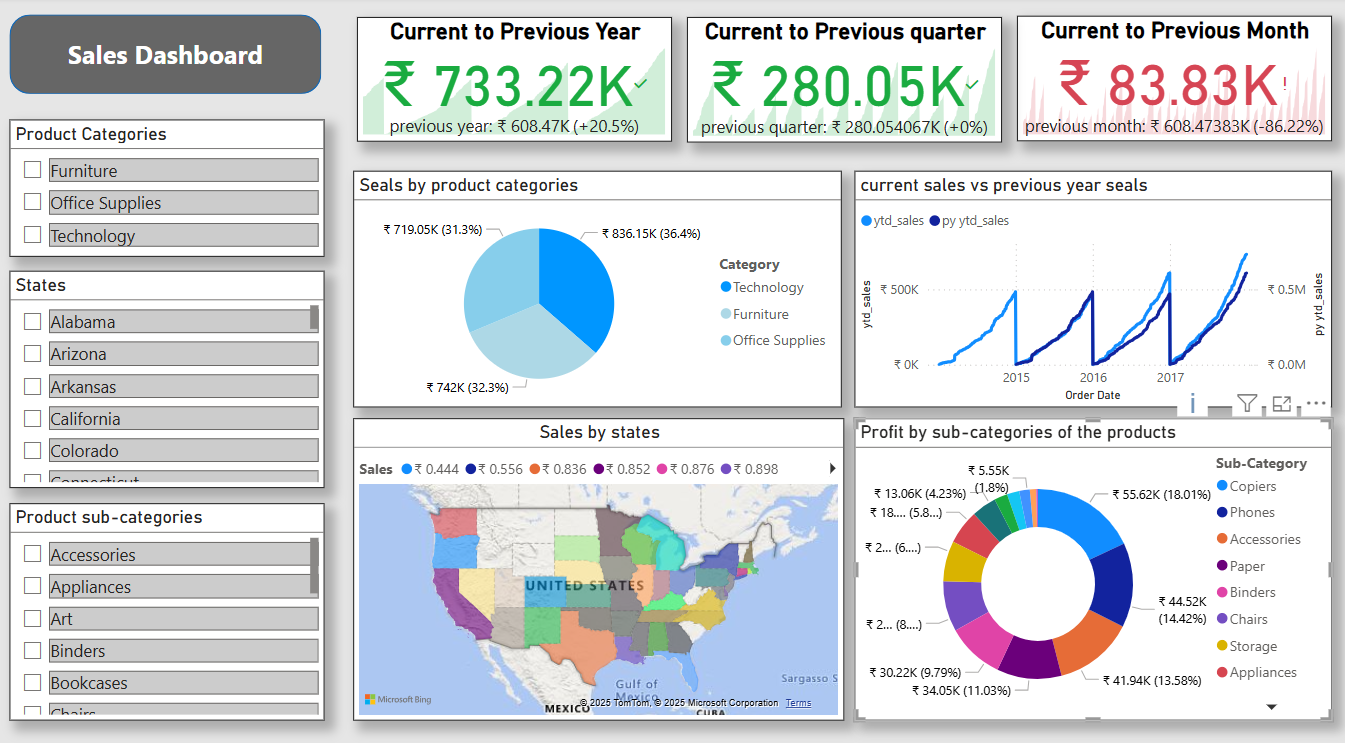 Sales Dashboard
Current to Previous Year
₹ 733.22K
previous year: ₹ 608.47K (+20.5%)
Current to Previous quarter
₹ 280.05K
previous quarter: ₹ 280.054067K (+0%)
Current to Previous Month
₹ 83.83K!
previous month: ₹ 608.47383K (-86.22%)
Product Categories
Furniture
Office Supplies
Technology
States
Alabama
Arizona
Arkansas
California
Colorado
Connecticut
Product sub-categories
Accessories
Appliances
Art
Binders
Bookcases
Chairs
Seals by product categories
₹ 719.05K (31.3%)
₹ 836.15K (36.4%)
₹ 742K (32.3%)
Category
Technology
Furniture
Office Supplies
current sales vs previous year seals
ytd_sales py ytd_sales
ytd_sales
₹ 500K
₹ 0K
₹ 0.5M
₹ 0.0M
py ytd_sales
2015 2016 2017
Order Date
Sales by states
Sales ₹ 0.444 ₹ 0.556 ₹ 0.836 ₹ 0.852 ₹ 0.876 ₹ 0.898
UNITED STATES
Gulf of
Mexico
MEXICO
CUBA
Sargasso S
Microsoft Bing
© 2025 TomTom, © 2025 Microsoft Corporation Terms
Profit by sub-categories of the products
₹ 5.55K
(1.8%)
₹ 13.06K (4.23%)
₹ 18.... (5.8...)
₹ 2... (6....)
₹ 2... (8....)
₹ 30.22K (9.79%)
₹ 34.05K (11.03%)
₹ 41.94K (13.58%)
₹ 44.52K
(14.42%)
₹ 55.62K (18.01%)
Sub-Category
Copiers
Phones
Accessories
Paper
Binders
Chairs
Storage
Appliances